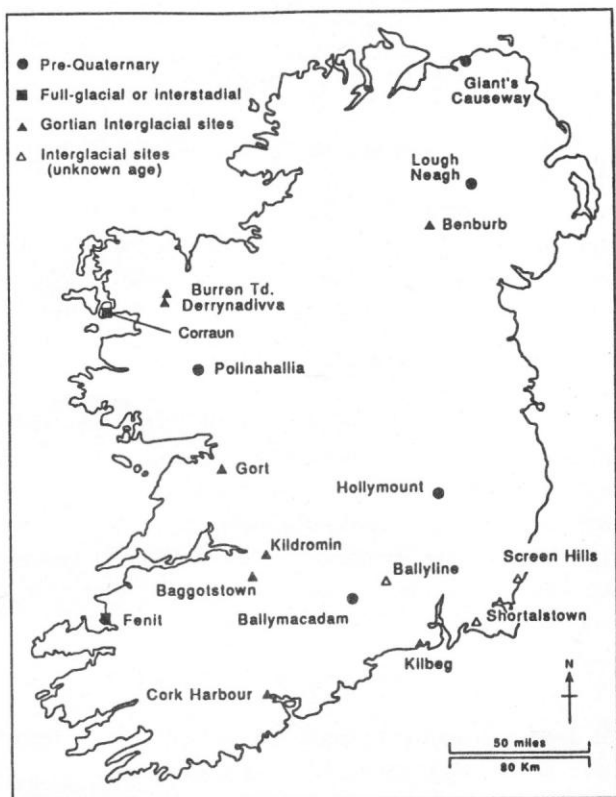 Pre-Quaternary
Full-glacial or interstadial
Gortian Interglacial sites
Interglacial sites
(unknown age)
Giant's
Causeway
Lough
Neagh
Benburb
Burren Td.
Derrynadivva
Corraun
Pollnahallia
Gort
Hollymount
Kildromin
Screen Hills
Baggotstown
Ballyline
Fenit
Ballymacadam
Shortalstown
Kilbeg
Cork Harbour
N
50 miles
80 Km